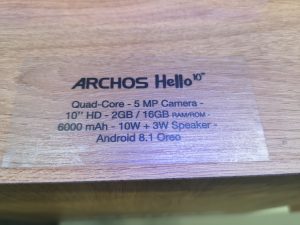 ARCHOS Hello 10"
Quad-Core - 5 MP Camera -
10" HD - 2GB / 16GB RAM/ROM -
6000 mAh - 10W + 3W Speaker -
Android 8.1 Oreo